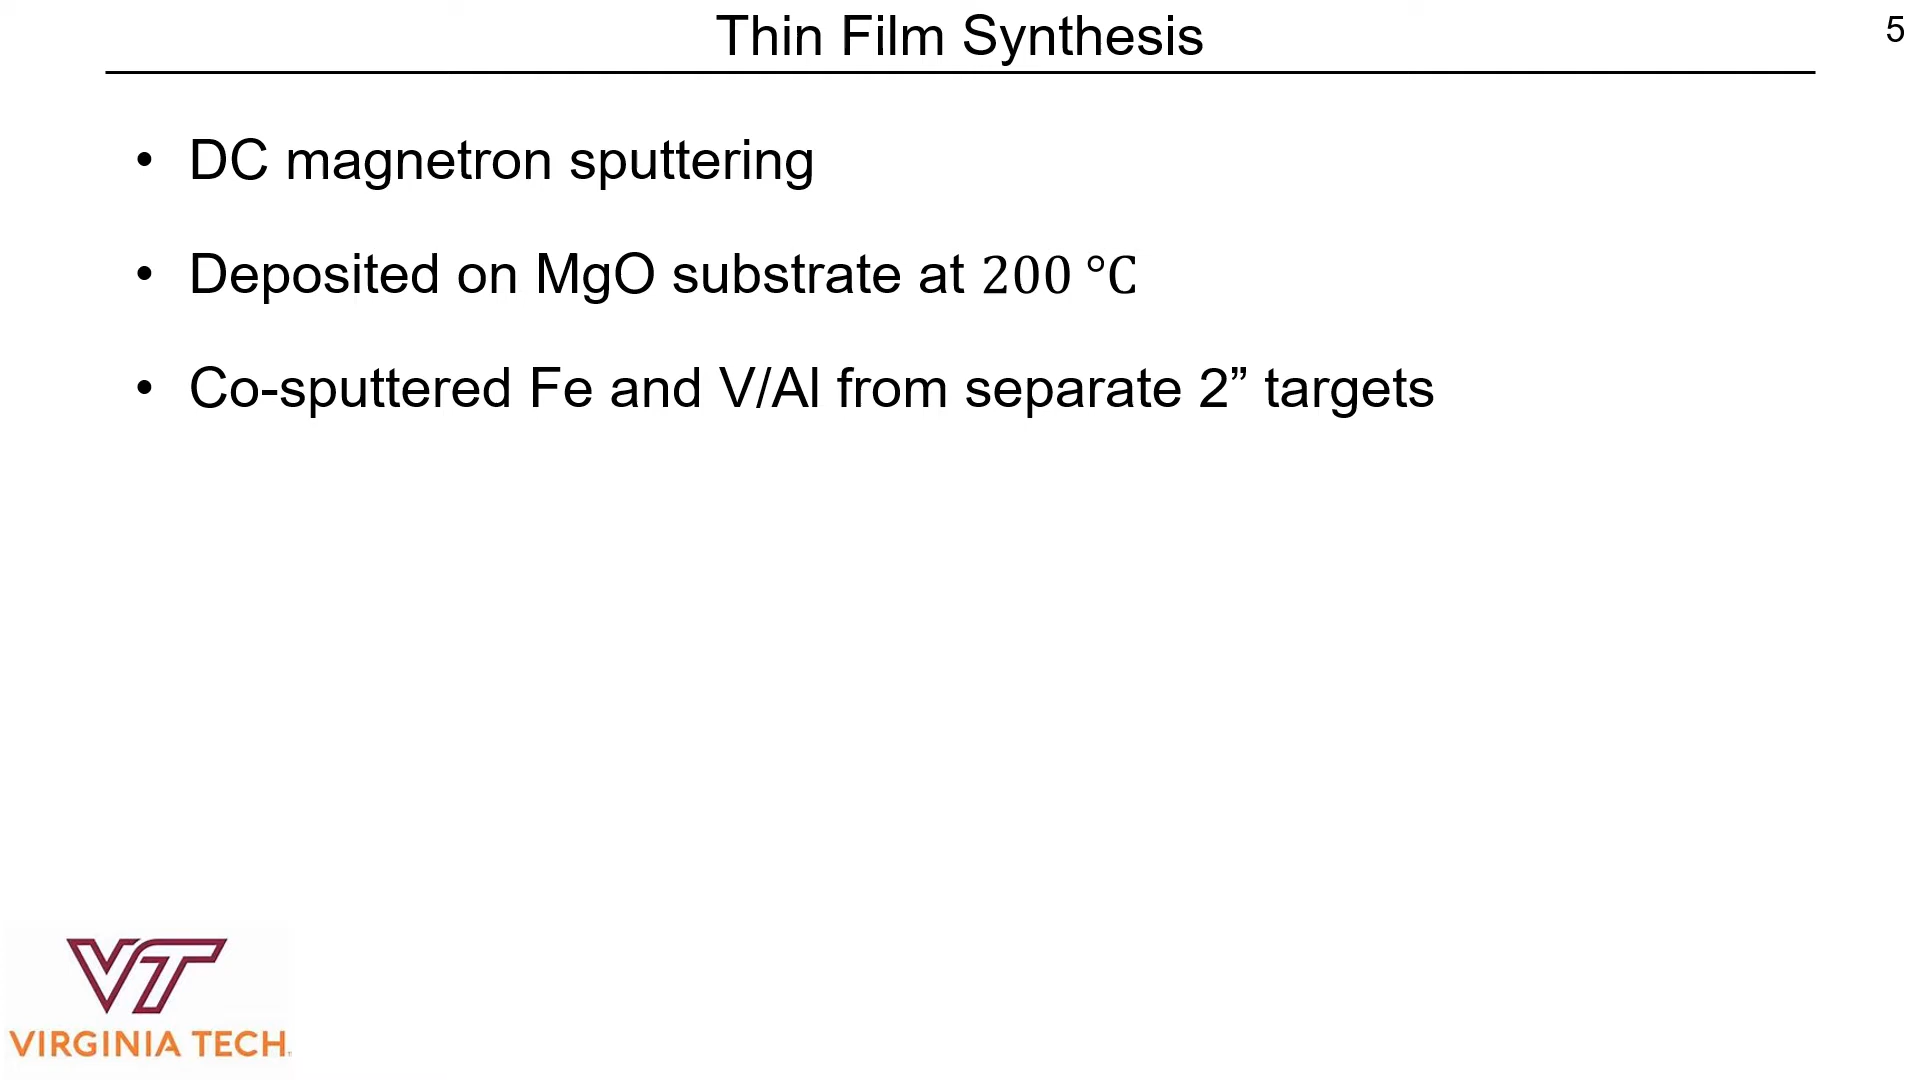 Thin Film Synthesis
5
• DC magnetron sputtering
• Deposited on MgO substrate at 200 °C
• Co-sputtered Fe and V/Al from separate 2” targets
VT
VIRGINIA TECH